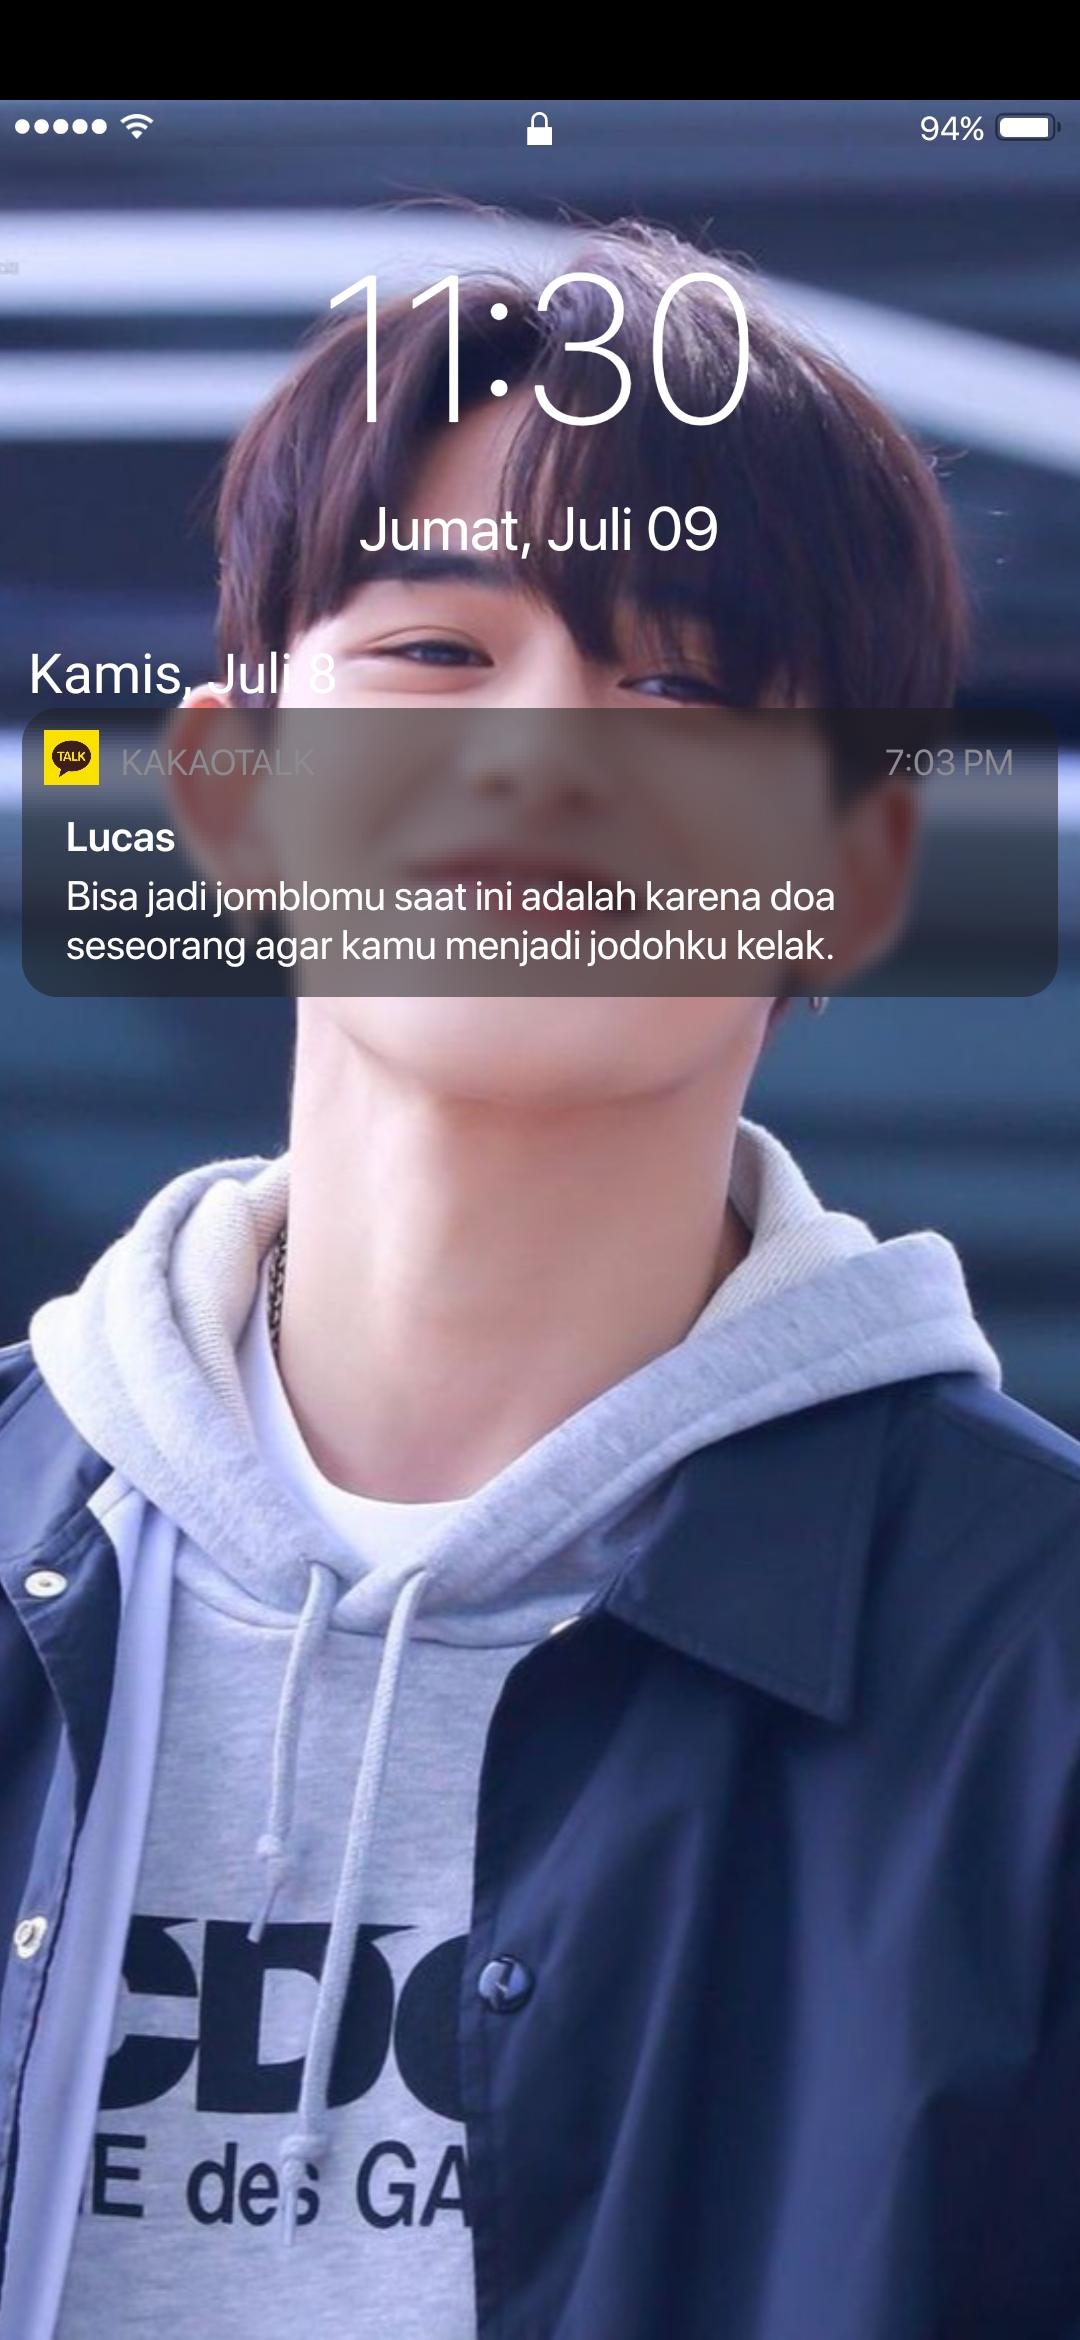 94%
11:30
Jumat, Juli 09
Kamis, Juli 8
TALK
KAKAOTALK
7:03 PM
Lucas
Bisa jadi jomblomu saat ini adalah karena doa
seseorang agar kamu menjadi jodohku kelak.
CDG
E des GA